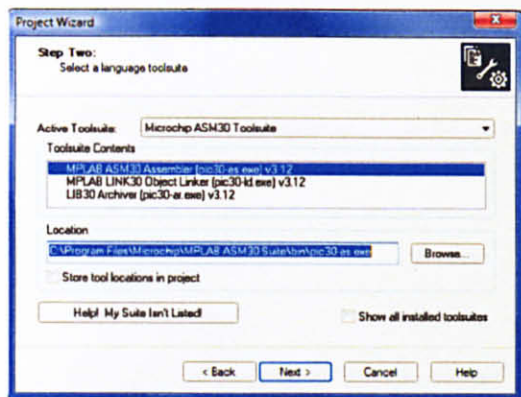 Project Wizard
Step Two:
Select a language toolsuite
Active Toolsuite: Microchip ASM30 Toolsuite
Toolsuite Contents
MPLAB ASM30 Assembler (pic30-as.exe) v3.12
MPLAB LINK30 Object Linker (pic30-ld.exe) v3.12
LIB30 Archiver (pic30-ar.exe) v3.12
Location
C:\Program Files\Microchip\MPLAB ASM30 Suite\bin\pic30-as.exe
Browse...
Store tool locations in project
Help! My Suite Isn't Listed!
Show all installed toolsuites
< Back
Next >
Cancel
Help